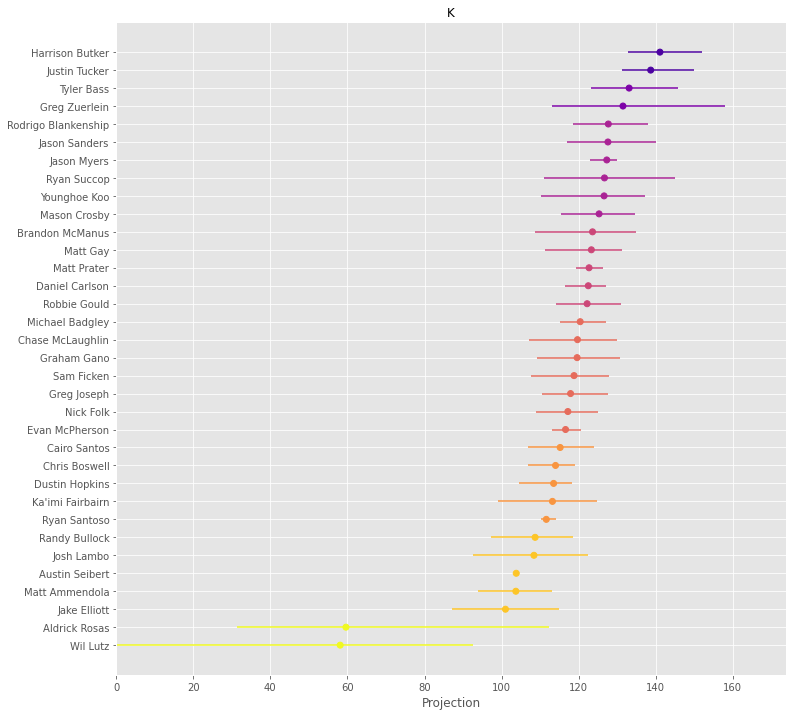 K
Harrison Butker
Justin Tucker
Tyler Bass
Greg Zuerlein
Rodrigo Blankenship
Jason Sanders
Jason Myers
Ryan Succop
Younghoe Koo
Mason Crosby
Brandon McManus
Matt Gay
Matt Prater
Daniel Carlson
Robbie Gould
Michael Badgley
Chase McLaughlin
Graham Gano
Sam Ficken
Greg Joseph
Nick Folk
Evan McPherson
Cairo Santos
Chris Boswell
Dustin Hopkins
Ka'imi Fairbairn
Ryan Santoso
Randy Bullock
Josh Lambo
Austin Seibert
Matt Ammendola
Jake Elliott
Aldrick Rosas
Wil Lutz
0 20 40 60 80 100 120 140 160
Projection